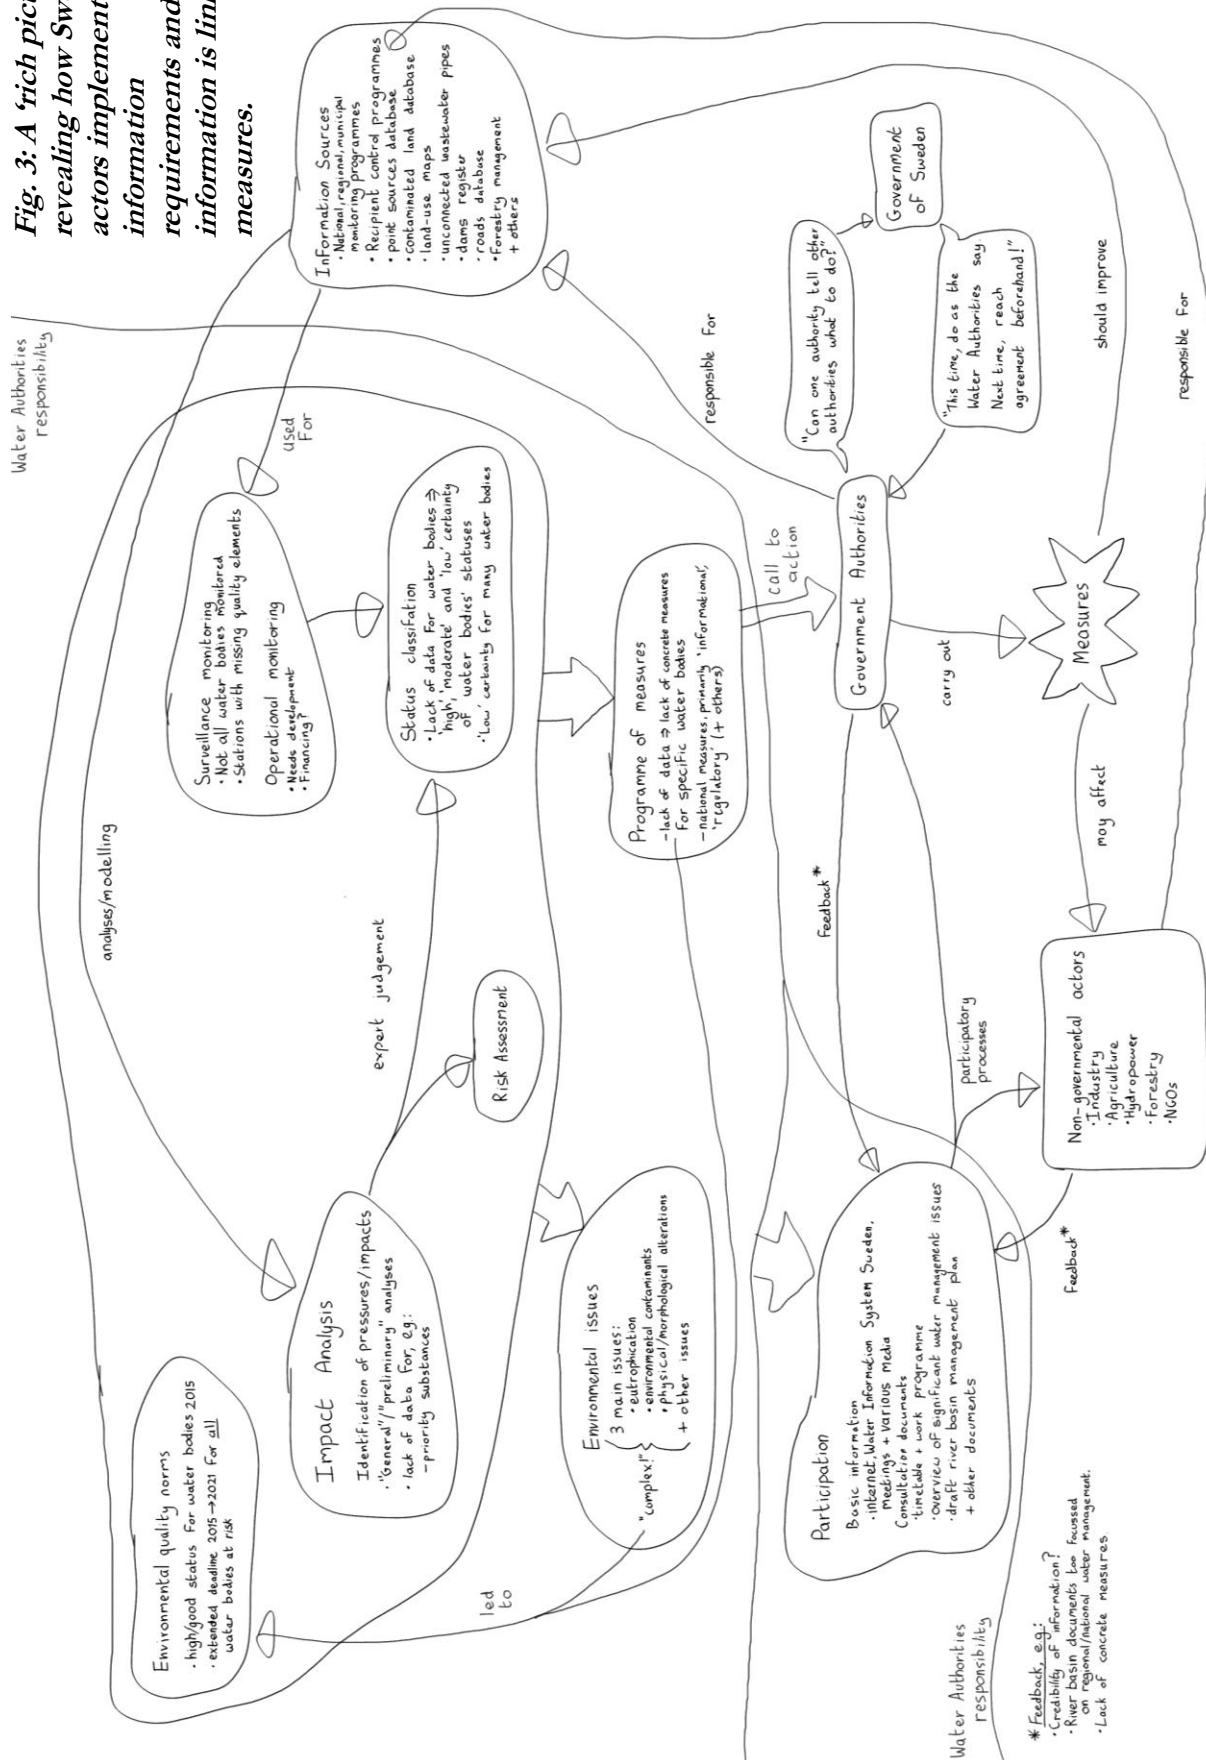 Fig. 3: A ‘rich pic
revealing how Sw
actors implement
information
requirements and
information is lin
measures.
Water Authorities
responsibility
Information Sources
· National, regional, municipal
monitoring programmes
· Recipient control programmes
· point sources database
· contaminated land database
· land-use maps
· unconnected wastewater pipes
· dams register
· roads database
· Forestry management
+ others
analyses/modelling
used
For
Surveillance monitoring
· Not all water bodies monitored
· Stations with missing quality elements
Operational monitoring
· Needs development
· Financing?
Status classifation
· Lack of data For water bodies ⇒
'high', 'moderate' and 'low' certainty
of water bodies' statuses
· 'Low' certainty for many water bodies
expert judgement
Risk Assessment
Impact Analysis
Identification of pressures/impacts
· "General"/"preliminary" analyses
· lack of data For, e.g.:
- priority substances
Environmental quality norms
· high/good status For water bodies 2015
· extended deadline 2015→2021 For all
water bodies at risk
led
to
Environmental issues
3 main issues:
"complex!"
· eutrophication
· environmental contaminants
· physical/morphological alterations
+ other issues
Programme of measures
- lack of data ⇒ lack of concrete measures
For specific water bodies
- national measures, primarily 'informational',
'regulatory' (+ others)
call to
action
responsible For
Government Authorities
"Can one authority tell other
authorities what to do?"
Government
of Sweden
"This time, do as the
Water Authorities say
Next time, reach
agreement beforehand!"
carry out
Measures
should improve
may affect
responsible For
Feedback*
participatory
processes
Non-governmental actors
· Industry
· Agriculture
· Hydropower
· Forestry
· NGOs
Feedback*
Participation
Basic information
· internet, Water Information System Sweden,
meetings + various media
Consultation documents
· timetable + work programme
· overview of significant water management issues
· draft river basin management plan
+ other documents
Water Authorities
responsibility
* Feedback, e.g.:
· Credibility of information?
· River basin documents too focussed
on regional/national water management.
· Lack of concrete measures.